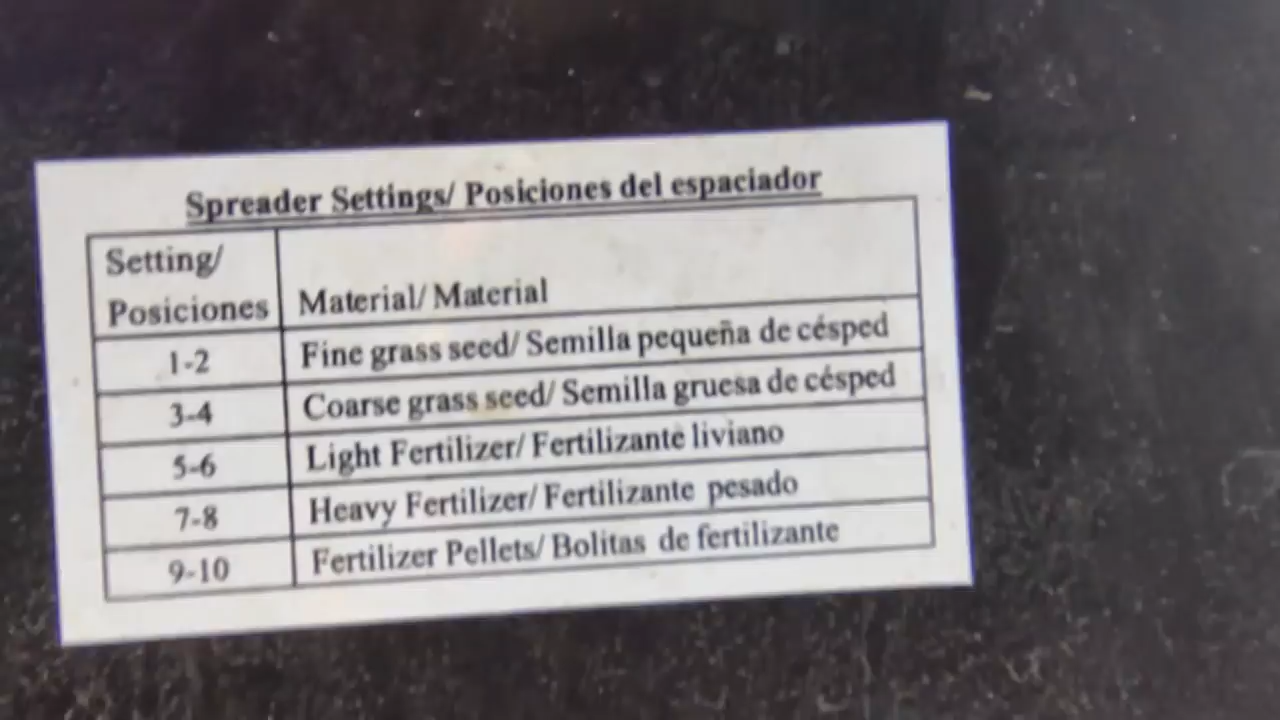 Spreader Settings/ Posiciones del espaciador
Setting/
Posiciones
Material/ Material
1-2 Fine grass seed/ Semilla pequeña de césped
3-4 Coarse grass seed/ Semilla gruesa de césped
5-6 Light Fertilizer/ Fertilizante liviano
7-8 Heavy Fertilizer/ Fertilizante pesado
9-10 Fertilizer Pellets/ Bolitas de fertilizante